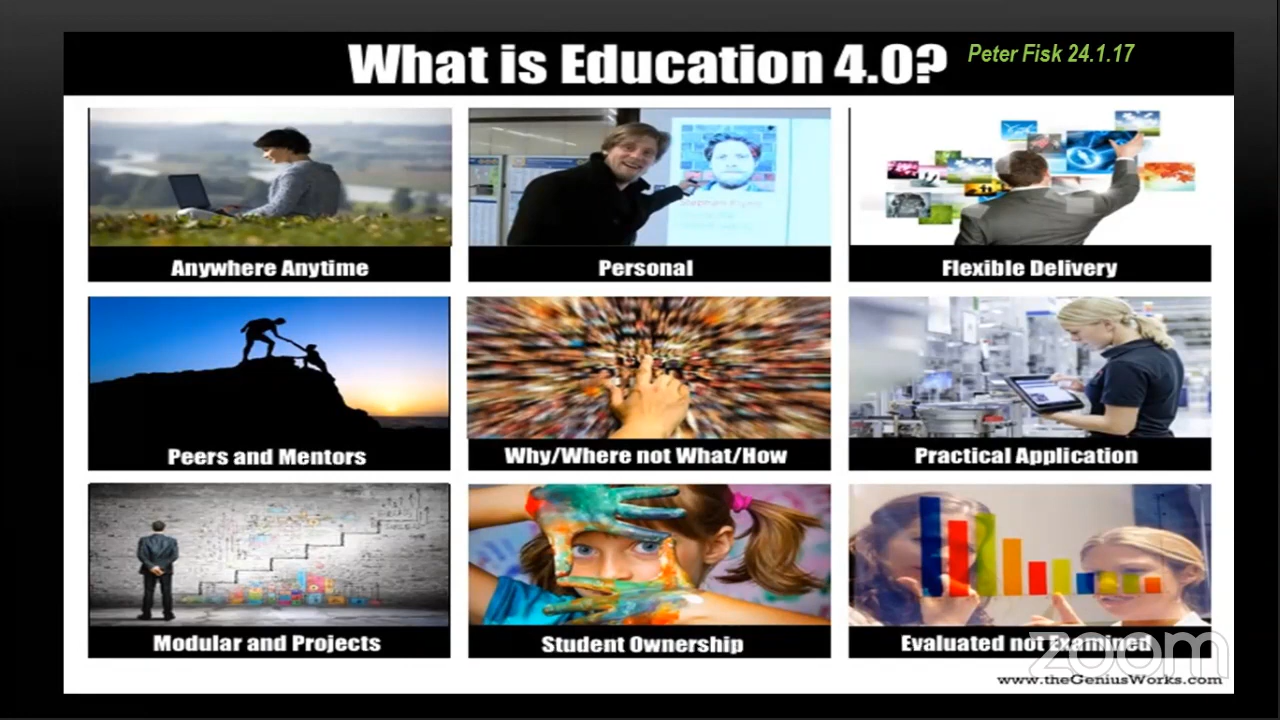 What is Education 4.0?
Peter Fisk 24.1.17
Anywhere Anytime
Personal
Flexible Delivery
Peers and Mentors
Why/Where not What/How
Practical Application
Modular and Projects
Student Ownership
Evaluated not Examined
zoom
www.theGeniusWorks.com